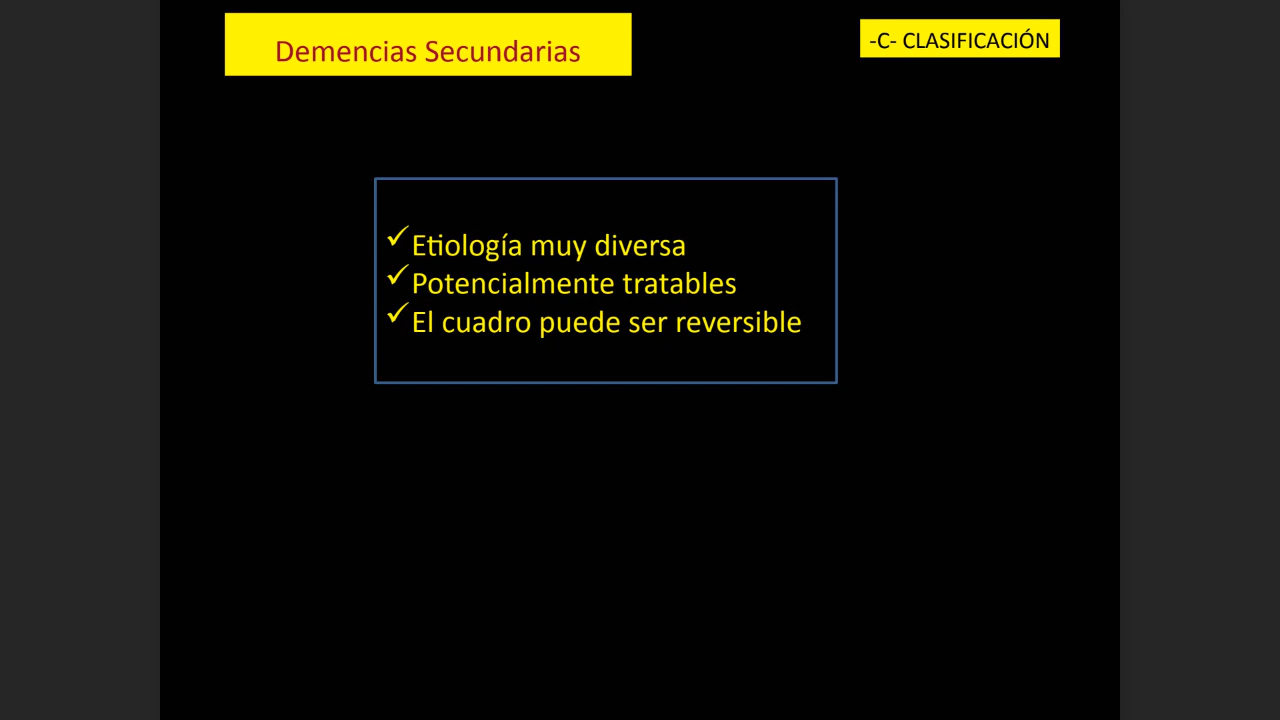 Demencias Secundarias
-C- CLASIFICACIÓN
✓Etiología muy diversa
✓Potencialmente tratables
✓El cuadro puede ser reversible